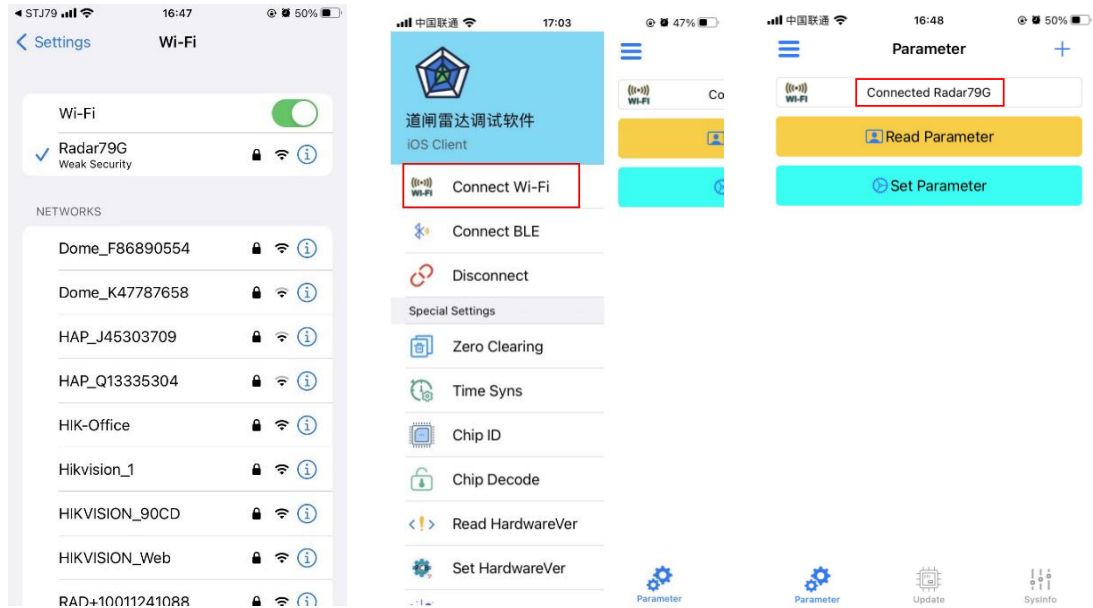 STJ79
16:47
50%
Settings
Wi-Fi
Wi-Fi
Radar79G
Weak Security
NETWORKS
Dome_F86890554
Dome_K47787658
HAP_J45303709
HAP_Q13335304
HIK-Office
Hikvision_1
HIKVISION_90CD
HIKVISION_Web
RAD+10011241088
中国联通
17:03
47%
道闸雷达调试软件
iOS Client
WI-FI
Connect Wi-Fi
Connect BLE
Disconnect
Special Settings
Zero Clearing
Time Syns
Chip ID
Chip Decode
Read HardwareVer
Set HardwareVer
WI-FI
Co
Parameter
中国联通
16:48
50%
Parameter
WI-FI
Connected Radar79G
Read Parameter
Set Parameter
Parameter
Update
SysInfo